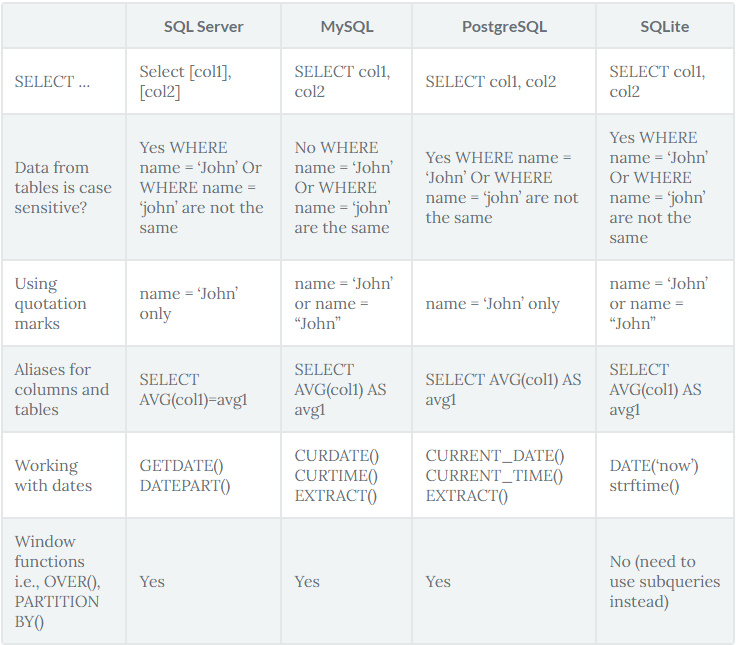 SQL Server MySQL PostgreSQL SQLite
SELECT ...
Select [col1],
[col2]
SELECT col1,
col2
SELECT col1, col2
SELECT col1,
col2
Data from
tables is case
sensitive?
Yes WHERE
name = ‘John’ Or
WHERE name =
‘john’ are not the
same
No WHERE
name = ‘John’
Or WHERE
name = ‘john’
are the same
Yes WHERE name =
‘John’ Or WHERE
name = ‘john’ are not
the same
Yes WHERE
name = ‘John’
Or WHERE
name = ‘john’
are not the
same
Using
quotation
marks
name = ‘John’
only
name = ‘John’
or name =
“John”
name = ‘John’ only
name = ‘John’
or name =
“John”
Aliases for
columns and
tables
SELECT
AVG(col1)=avg1
SELECT
AVG(col1) AS
avg1
SELECT AVG(col1) AS
avg1
SELECT
AVG(col1) AS
avg1
Working
with dates
GETDATE()
DATEPART()
CURDATE()
CURTIME()
EXTRACT()
CURRENT_DATE()
CURRENT_TIME()
EXTRACT()
DATE(‘now’)
strftime()
Window
functions
i.e., OVER(),
PARTITION
BY()
Yes
Yes
Yes
No (need to
use subqueries
instead)